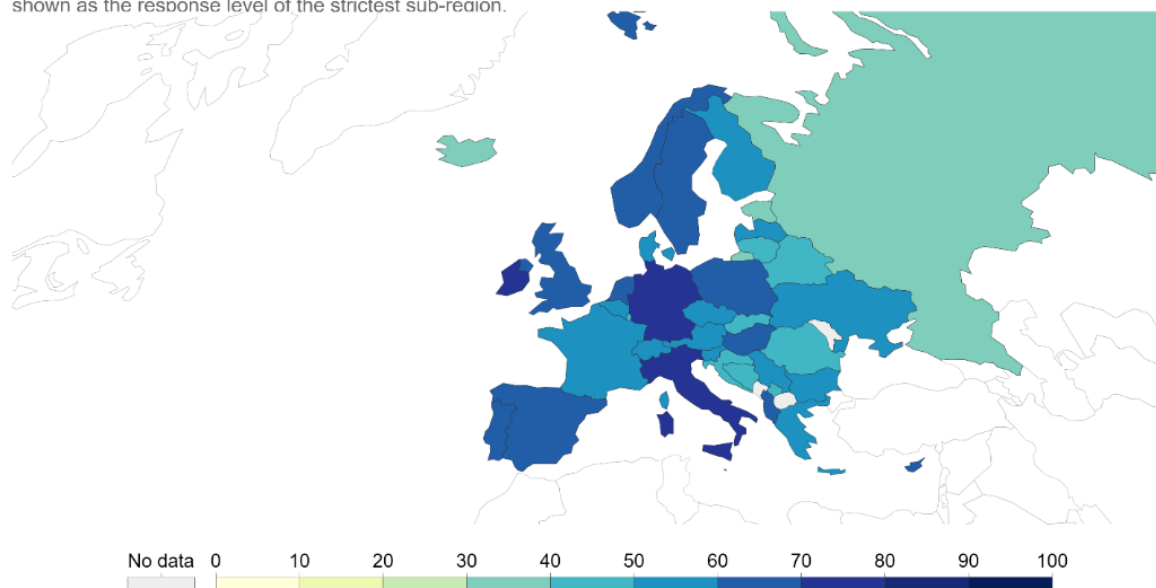 shown as the response level of the strictest sub-region.
No data 0 10 20 30 40 50 60 70 80 90 100